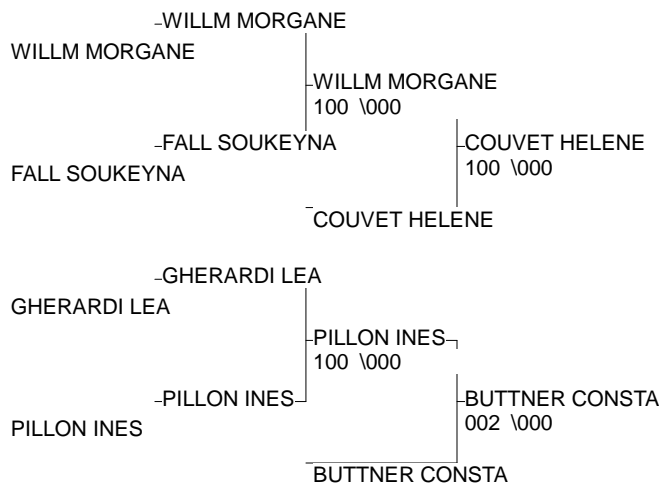 WILLM MORGANE
WILLM MORGANE
WILLM MORGANE
100 \000
FALL SOUKEYNA
COUVET HELENE
100 \000
FALL SOUKEYNA
COUVET HELENE
GHERARDI LEA
GHERARDI LEA
PILLON INES
100 \000
PILLON INES
BUTTNER CONSTA
002 \000
PILLON INES
BUTTNER CONSTA